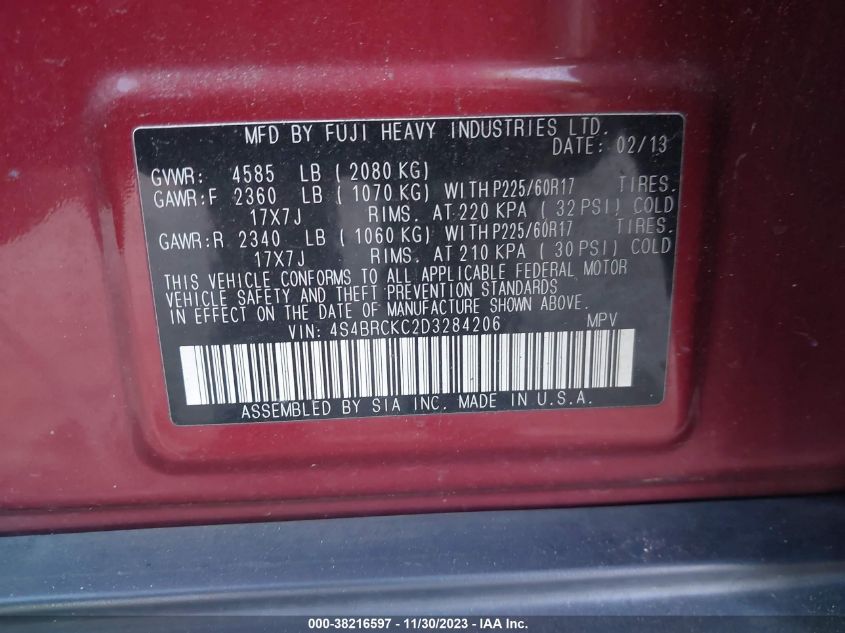 MFD BY FUJI HEAVY INDUSTRIES LTD.
DATE: 02/13
GVWR: 4585 LB ( 2080 KG)
GAWR:F 2360 LB ( 1070 KG) WITH P225/60R17 TIRES.
17X7J RIMS. AT 220 KPA ( 32 PSI) COLD
GAWR:R 2340 LB ( 1060 KG) WITH P225/60R17 TIRES.
17X7J RIMS. AT 210 KPA ( 30 PSI) COLD
THIS VEHICLE CONFORMS TO ALL APPLICABLE FEDERAL MOTOR
VEHICLE SAFETY AND THEFT PREVENTION STANDARDS
IN EFFECT ON THE DATE OF MANUFACTURE SHOWN ABOVE.
VIN: 4S4BRCKC2D3284206 MPV
ASSEMBLED BY SIA INC. MADE IN U.S.A.
000-38216597 - 11/30/2023 - IAA Inc.